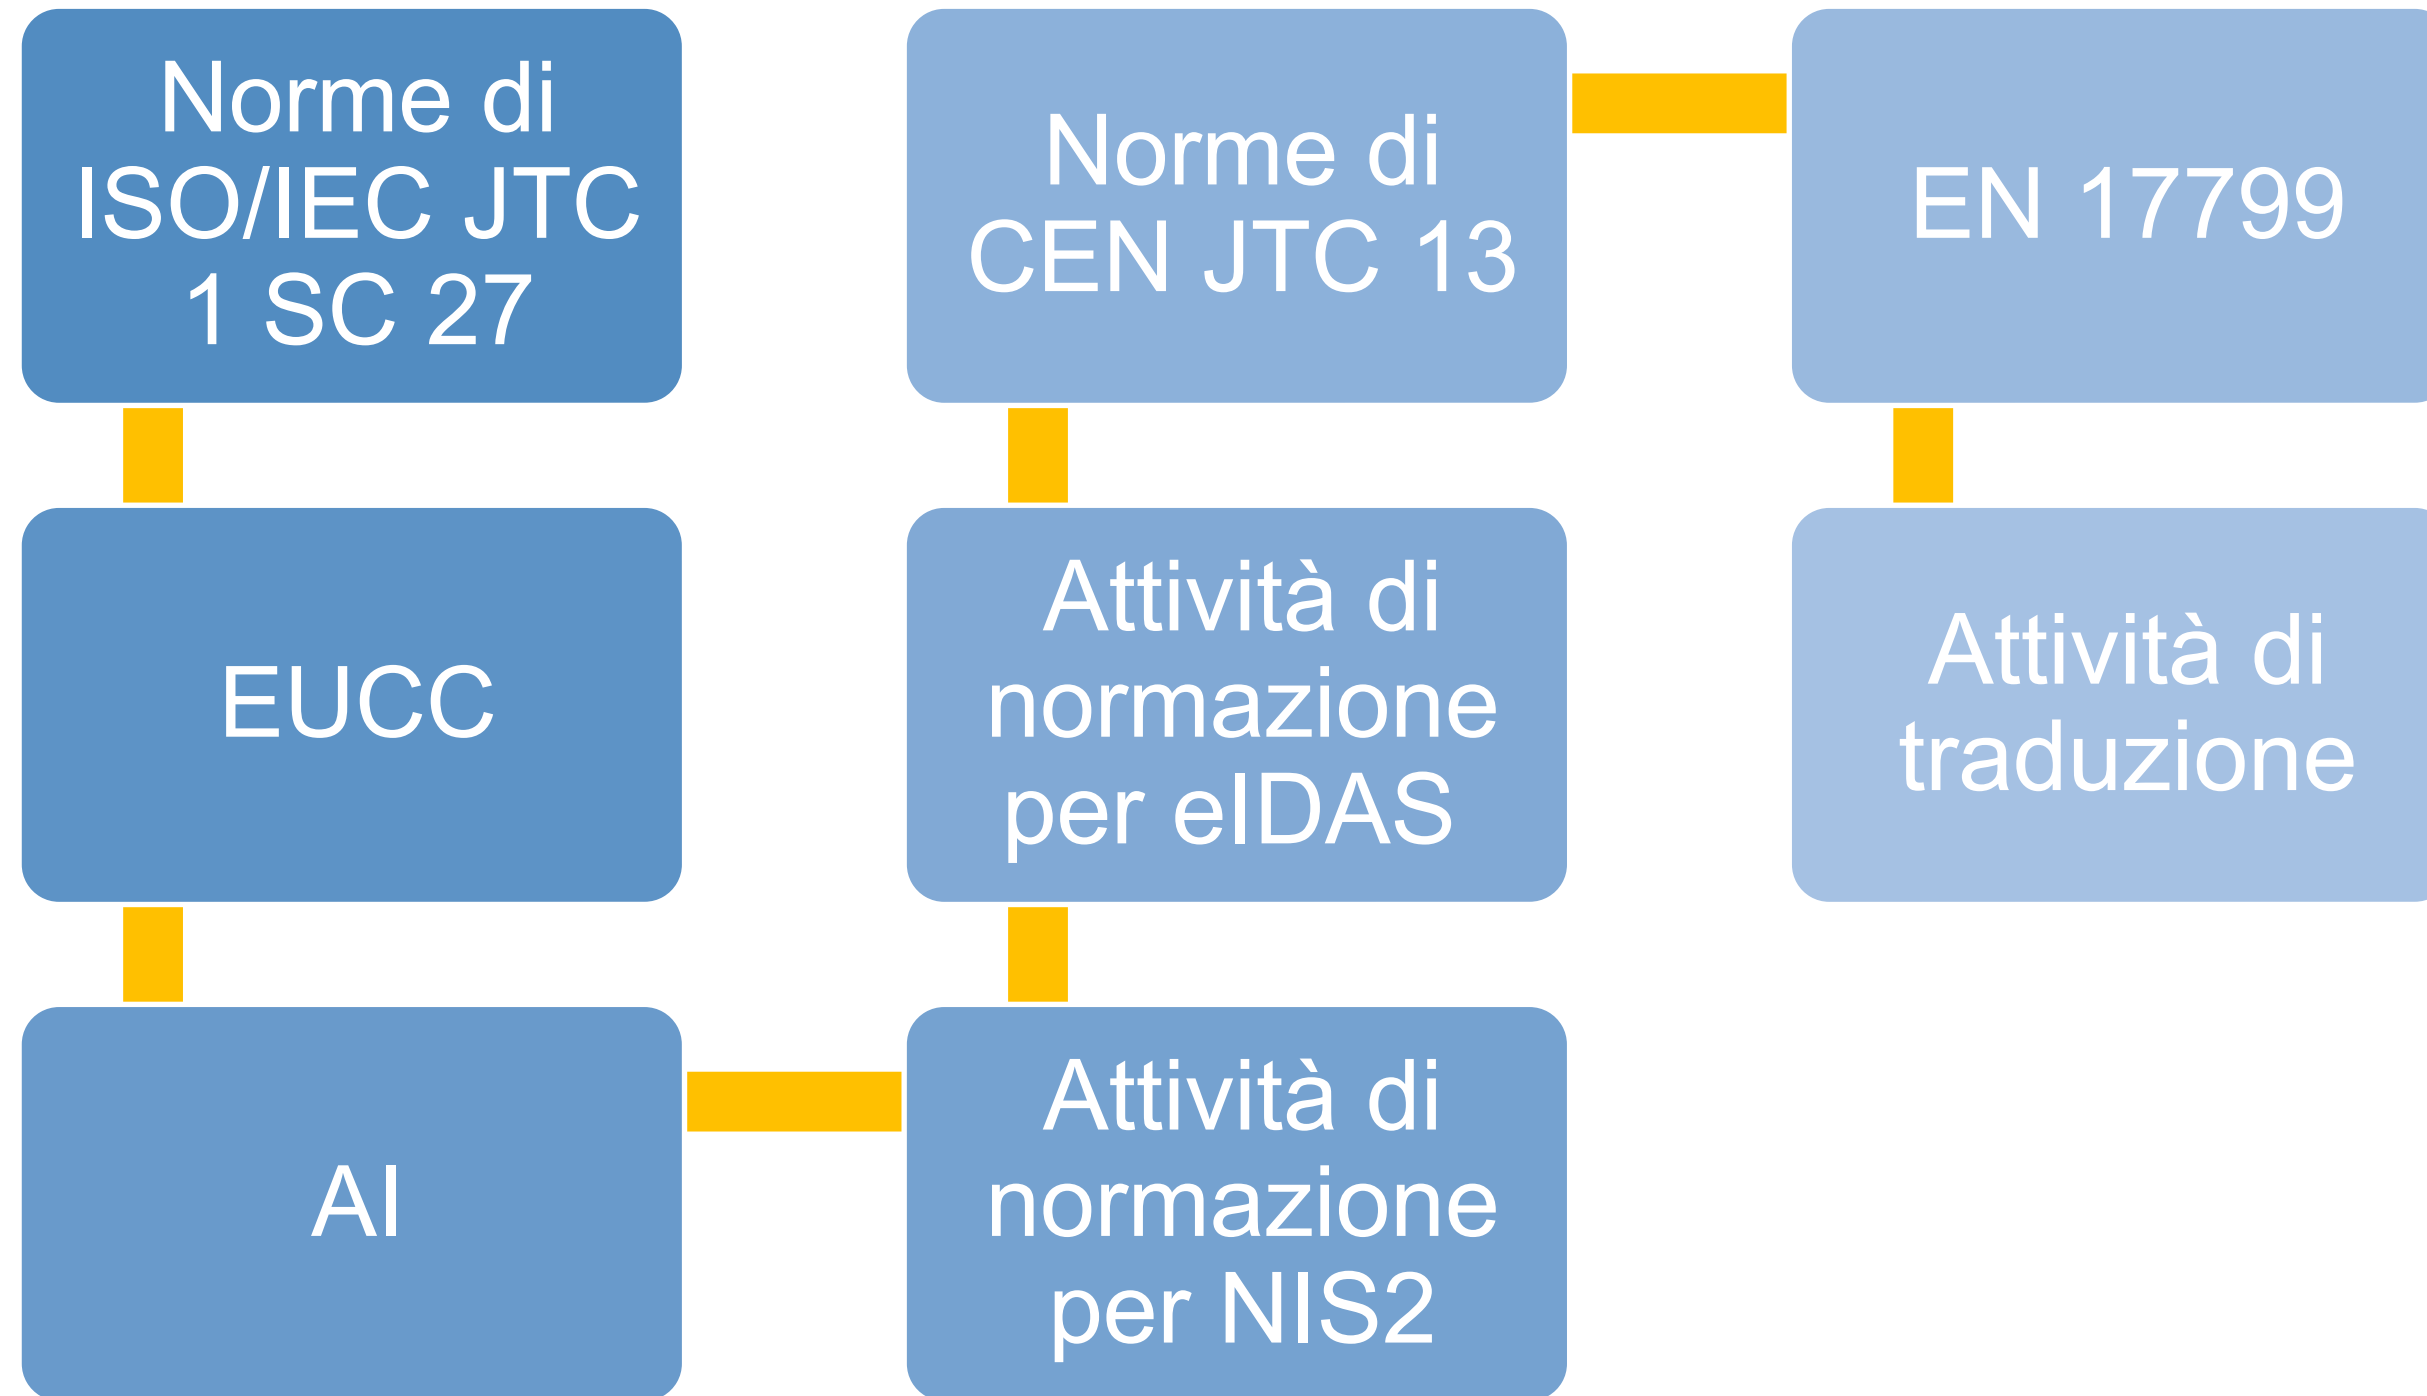 Norme di
ISO/IEC JTC
1 SC 27
EUCC
AI
Attività di
normazione
per NIS2
Attività di
normazione
per eIDAS
Norme di
CEN JTC 13
EN 17799
Attività di
traduzione